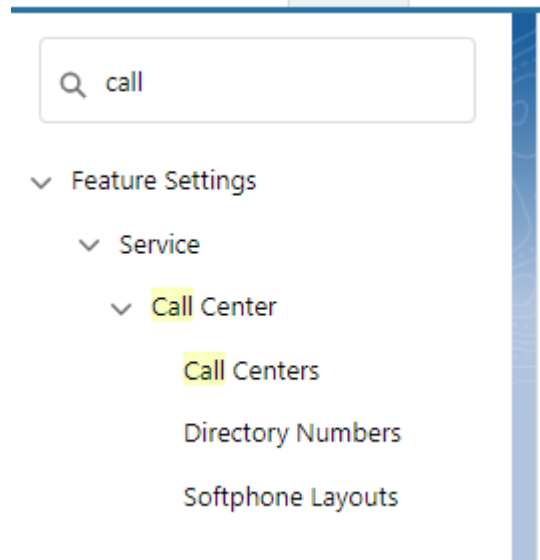 call
Feature Settings
Service
Call Center
Call Centers
Directory Numbers
Softphone Layouts